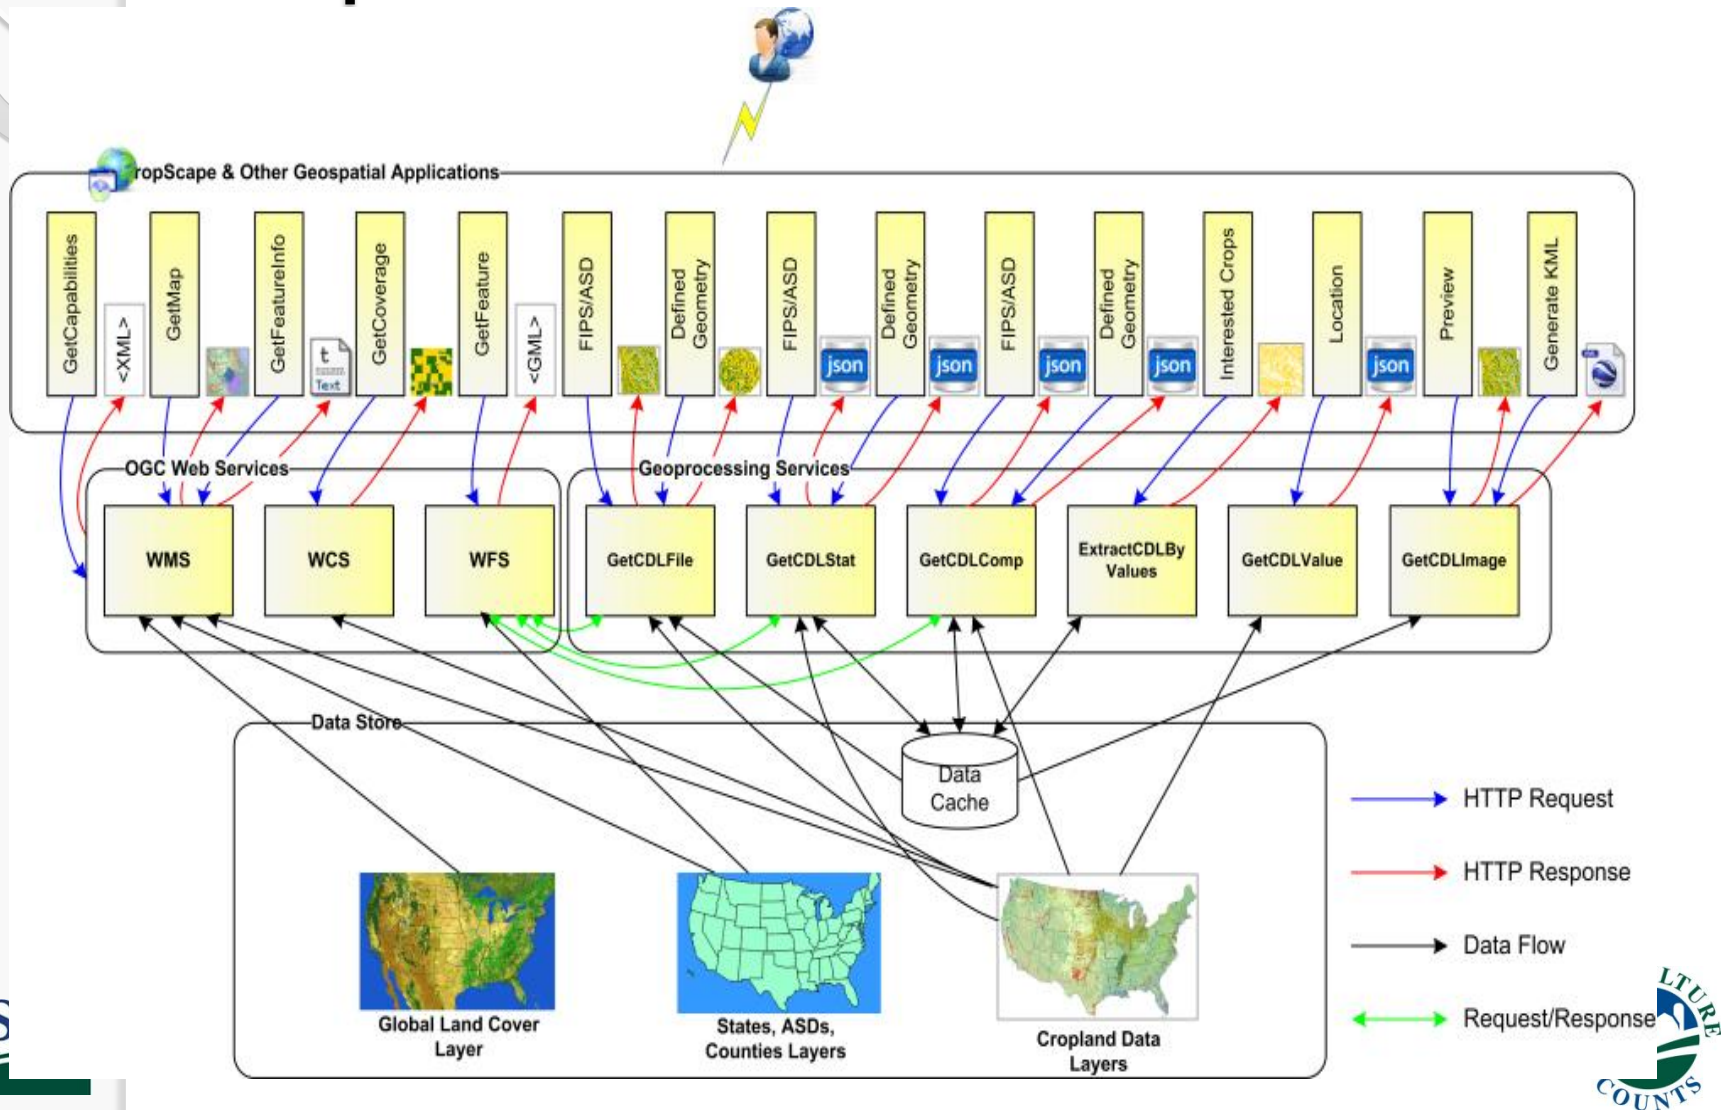 ropScape & Other Geospatial Applications
GetCapabilities
<XML>
GetMap
GetFeatureInfo
t
Text
GetCoverage
GetFeature
<GML>
FIPS/ASD
Defined
Geometry
FIPS/ASD
json
Defined
Geometry
json
FIPS/ASD
json
Defined
Geometry
json
Interested Crops
Location
json
Preview
Generate KML
OGC Web Services
Geoprocessing Services
WMS
WCS
WFS
GetCDLFile
GetCDLStat
GetCDLComp
ExtractCDLBy
Values
GetCDLValue
GetCDLImage
Data Store
Data
Cache
HTTP Request
HTTP Response
Data Flow
Request/Response
Global Land Cover
Layer
States, ASDs,
Counties Layers
Cropland Data
Layers
S
LTURE
COUNTS